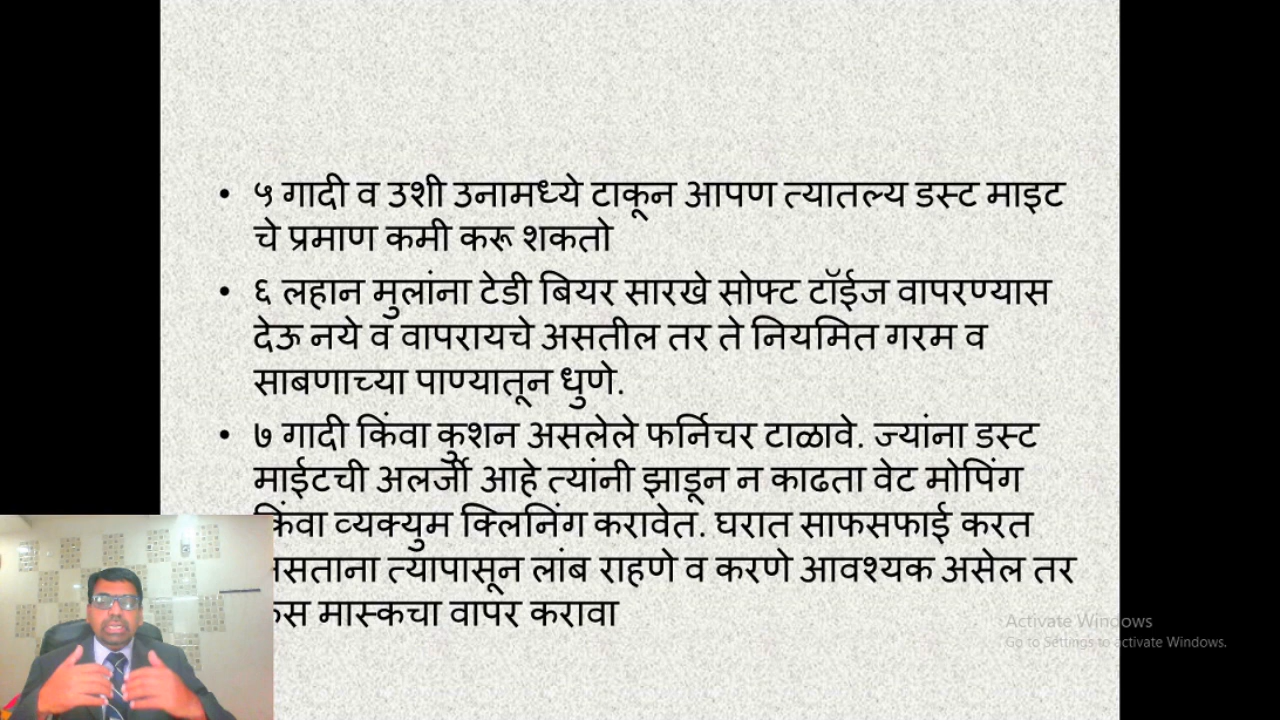 • ५ गादी व उशी उनामध्ये टाकून आपण त्यातल्य डस्ट माइट
चे प्रमाण कमी करू शकतो
• ६ लहान मुलांना टेडी बियर सारखे सोफ्ट टॉईज वापरण्यास
देऊ नये व वापरायचे असतील तर ते नियमित गरम व
साबणाच्या पाण्यातून धुणे.
• ७ गादी किंवा कुशन असलेले फर्निचर टाळावे. ज्यांना डस्ट
माईटची अलर्जी आहे त्यांनी झाडून न काढता वेट मोपिंग
किंवा व्यक्युम क्लिनिंग करावेत. घरात साफसफाई करत
त्यापासून लांब राहणे व करणे आवश्यक असेल तर
मास्कचा वापर करावा
Activate Windows
Go to Settings to activate Windows.